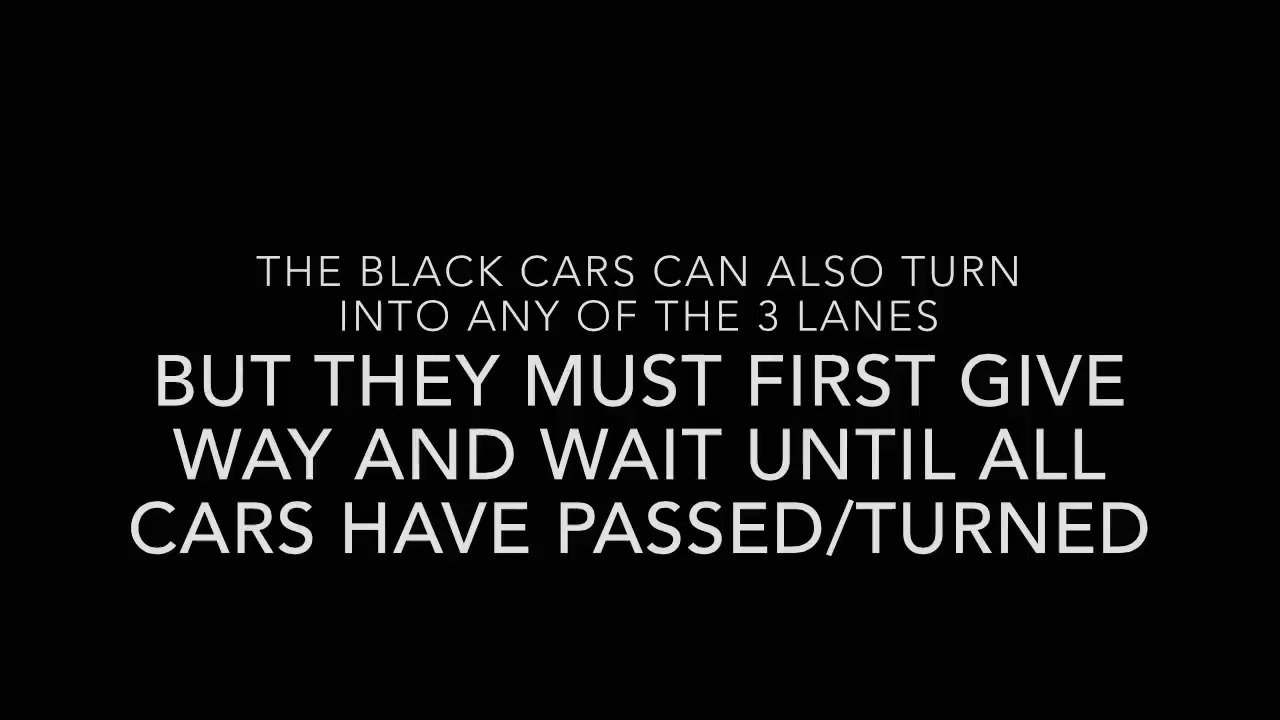 THE BLACK CARS CAN ALSO TURN
INTO ANY OF THE 3 LANES
BUT THEY MUST FIRST GIVE
WAY AND WAIT UNTIL ALL
CARS HAVE PASSED/TURNED